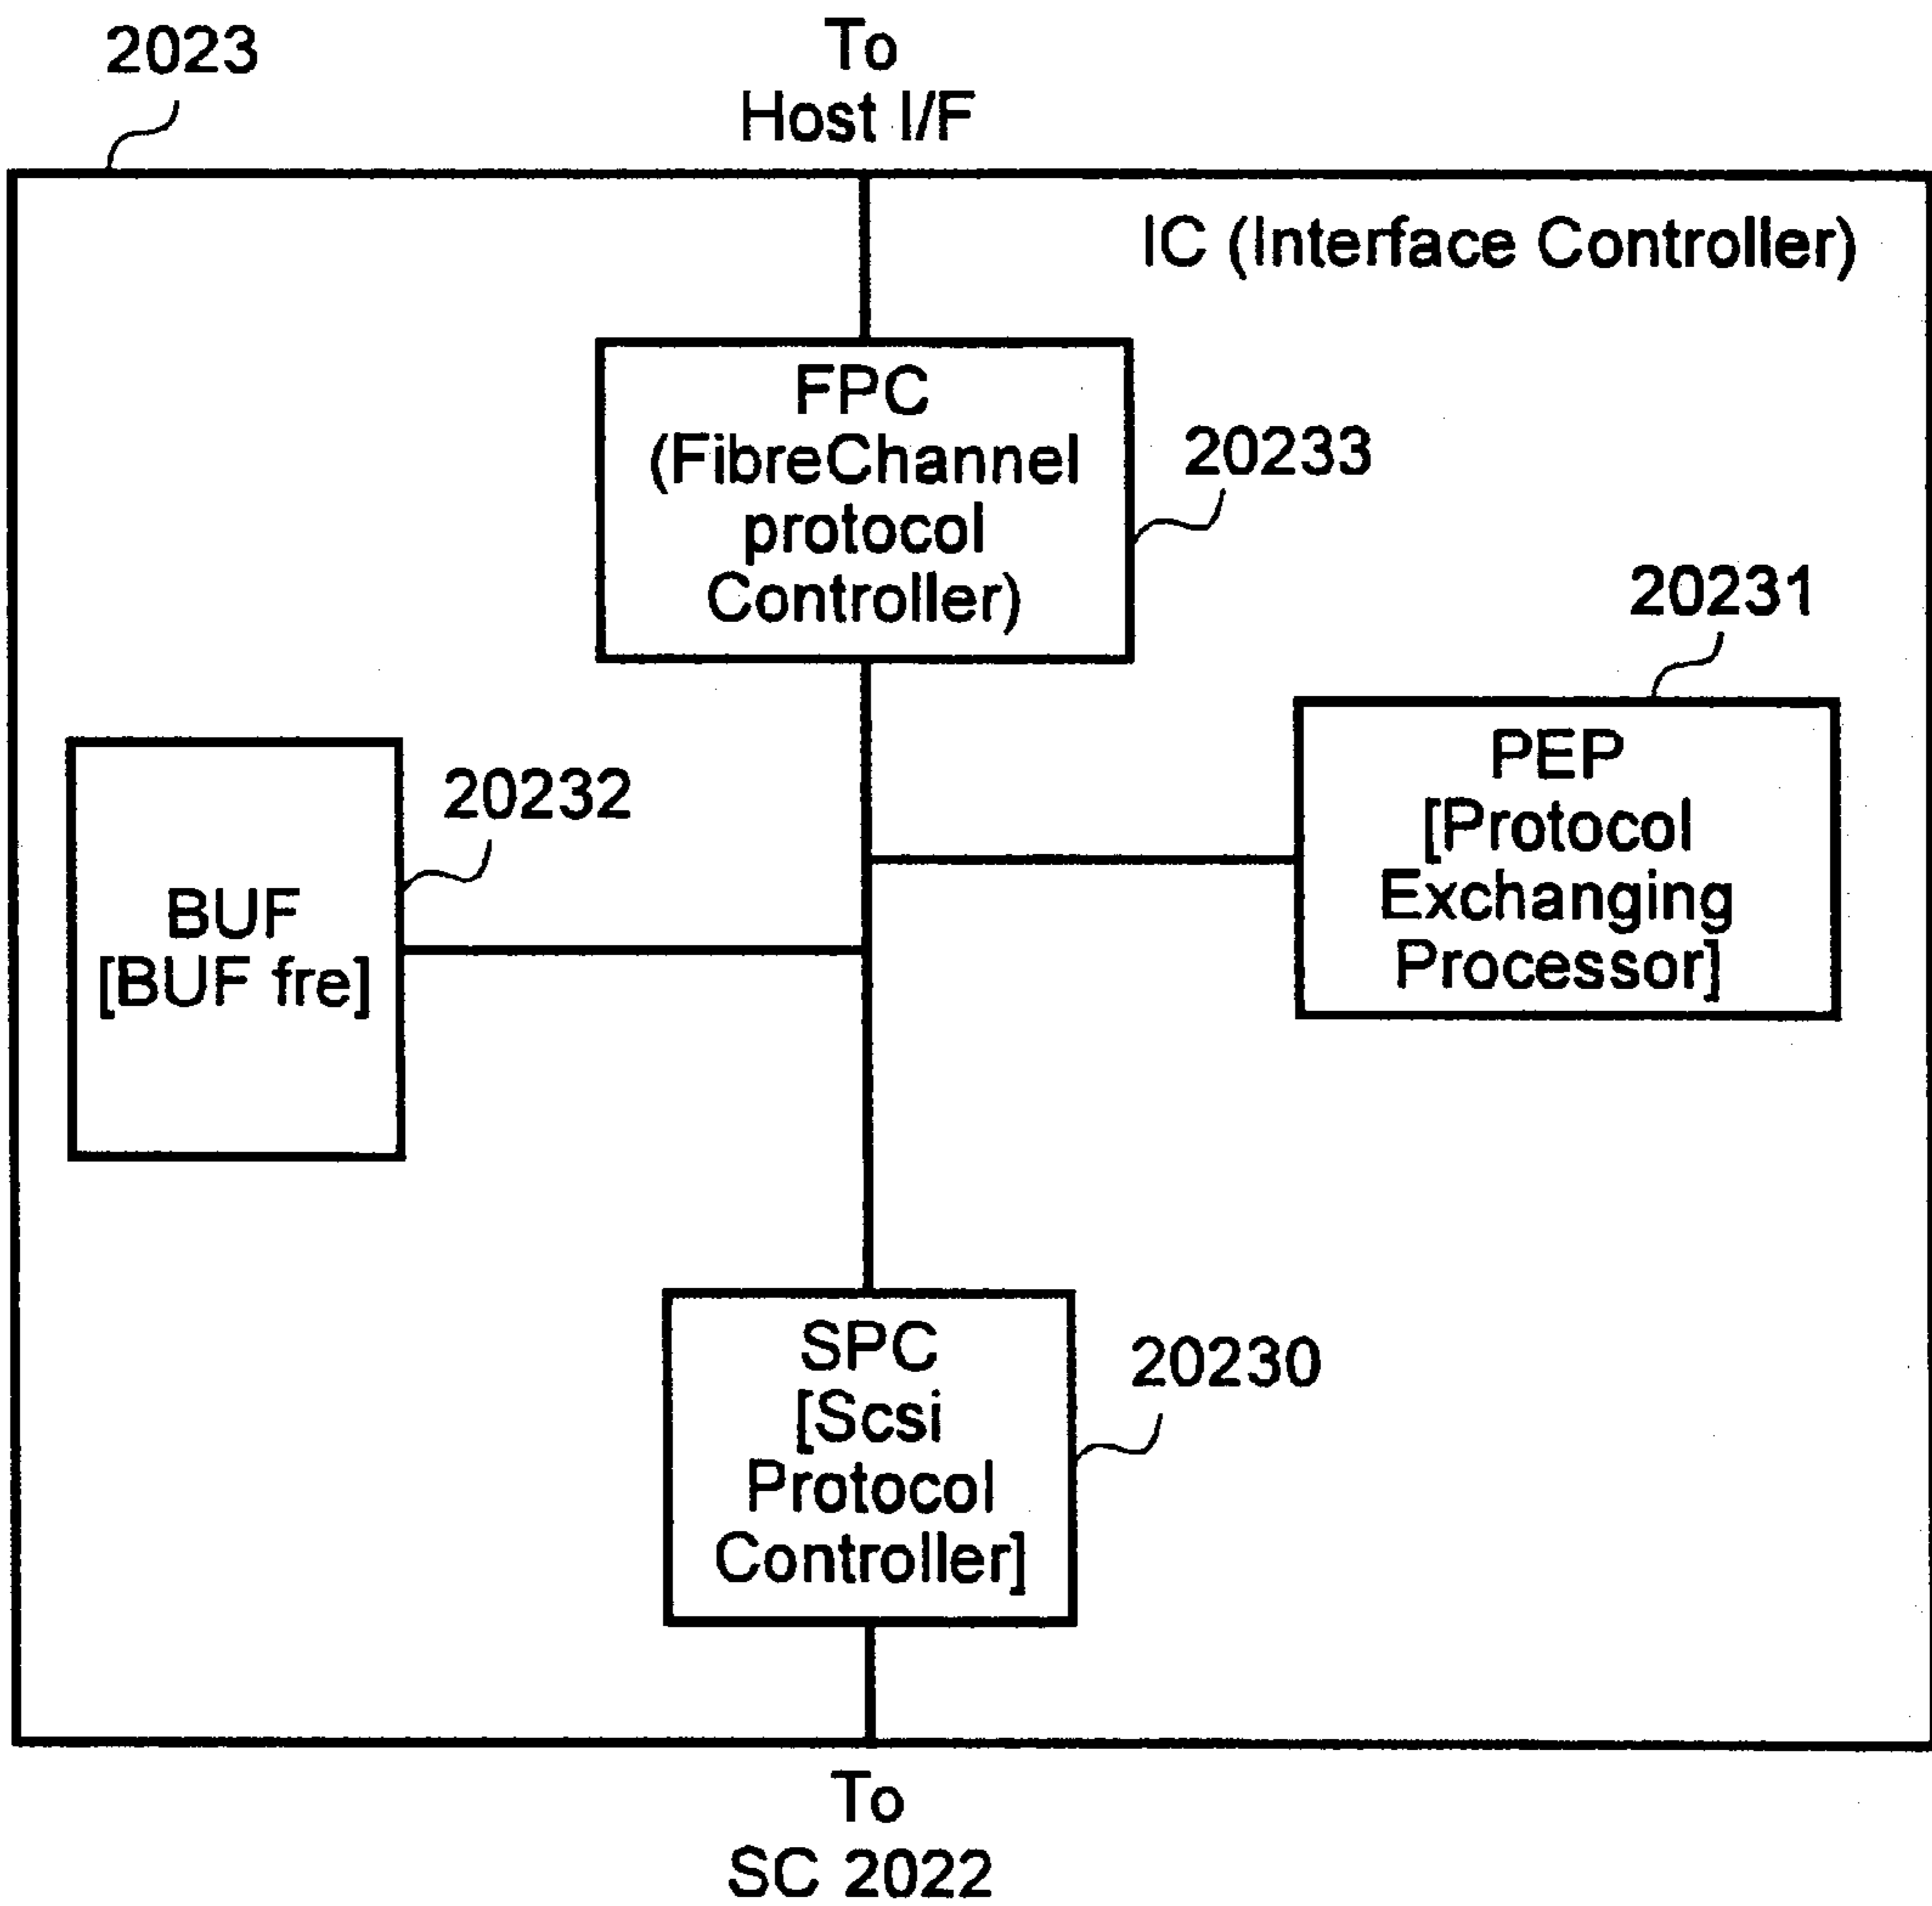 2023
To
Host I/F
IC (Interface Controller)
FPC
(FibreChannel
protocol
Controller)
20233
20231
PEP
[Protocol
Exchanging
Processor]
20232
BUF
[BUF fre]
SPC
[Scsi
Protocol
Controller]
20230
To
SC 2022